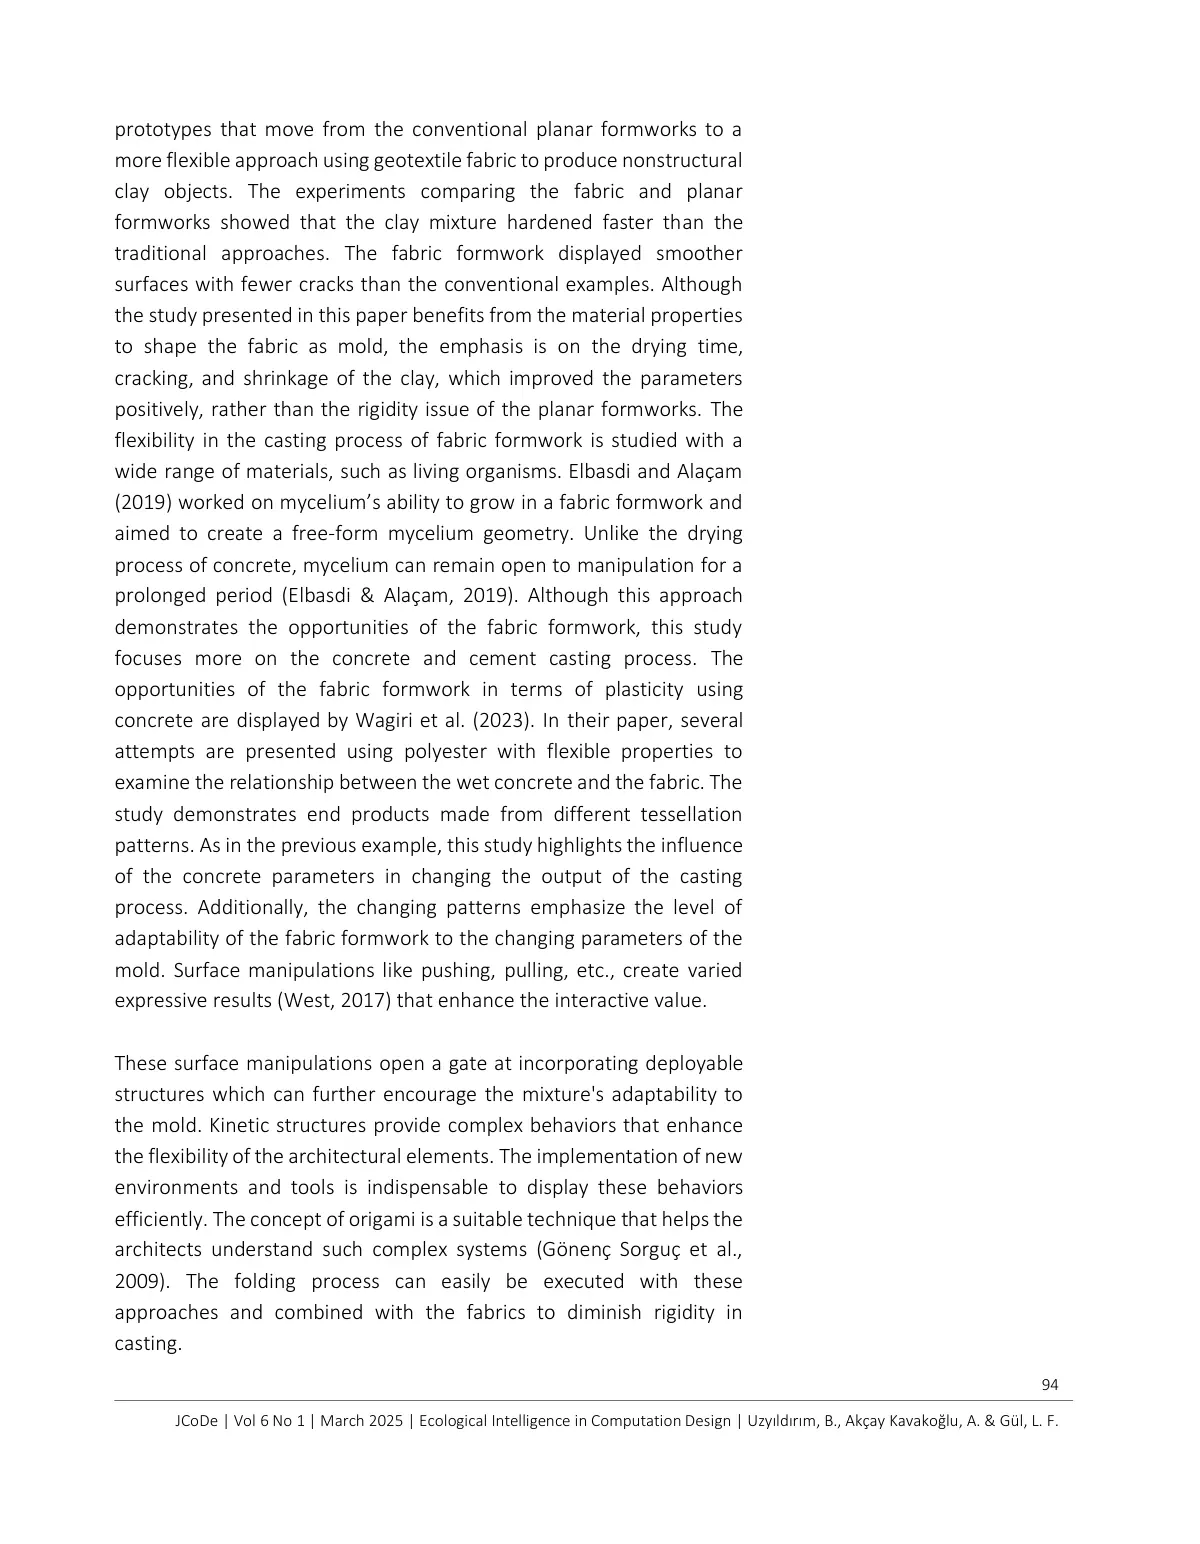 prototypes that move from the conventional planar formworks to a
more flexible approach using geotextile fabric to produce nonstructural
clay objects. The experiments comparing the fabric and planar
formworks showed that the clay mixture hardened faster than the
traditional approaches. The fabric formwork displayed smoother
surfaces with fewer cracks than the conventional examples. Although
the study presented in this paper benefits from the material properties
to shape the fabric as mold, the emphasis is on the drying time,
cracking, and shrinkage of the clay, which improved the parameters
positively, rather than the rigidity issue of the planar formworks. The
flexibility in the casting process of fabric formwork is studied with a
wide range of materials, such as living organisms. Elbasdi and Alaçam
(2019) worked on mycelium’s ability to grow in a fabric formwork and
aimed to create a free-form mycelium geometry. Unlike the drying
process of concrete, mycelium can remain open to manipulation for a
prolonged period (Elbasdi & Alaçam, 2019). Although this approach
demonstrates the opportunities of the fabric formwork, this study
focuses more on the concrete and cement casting process. The
opportunities of the fabric formwork in terms of plasticity using
concrete are displayed by Wagiri et al. (2023). In their paper, several
attempts are presented using polyester with flexible properties to
examine the relationship between the wet concrete and the fabric. The
study demonstrates end products made from different tessellation
patterns. As in the previous example, this study highlights the influence
of the concrete parameters in changing the output of the casting
process. Additionally, the changing patterns emphasize the level of
adaptability of the fabric formwork to the changing parameters of the
mold. Surface manipulations like pushing, pulling, etc., create varied
expressive results (West, 2017) that enhance the interactive value.
These surface manipulations open a gate at incorporating deployable
structures which can further encourage the mixture's adaptability to
the mold. Kinetic structures provide complex behaviors that enhance
the flexibility of the architectural elements. The implementation of new
environments and tools is indispensable to display these behaviors
efficiently. The concept of origami is a suitable technique that helps the
architects understand such complex systems (Gönenç Sorguç et al.,
2009). The folding process can easily be executed with these
approaches and combined with the fabrics to diminish rigidity in
casting.
94
JCoDe | Vol 6 No 1 | March 2025 | Ecological Intelligence in Computation Design | Uzyıldırım, B., Akçay Kavakoğlu, A. & Gül, L. F.